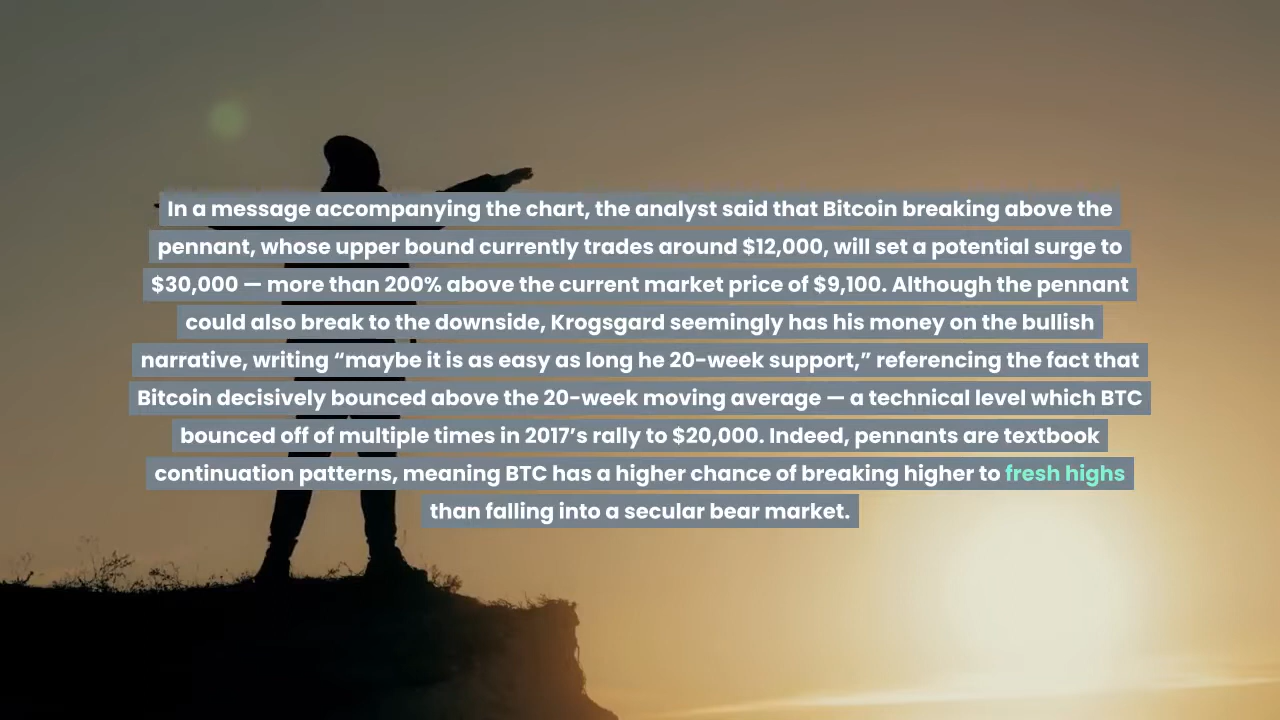 In a message accompanying the chart, the analyst said that Bitcoin breaking above the
pennant, whose upper bound currently trades around $12,000, will set a potential surge to
$30,000 — more than 200% above the current market price of $9,100. Although the pennant
could also break to the downside, Krogsgard seemingly has his money on the bullish
narrative, writing “maybe it is as easy as long he 20-week support,” referencing the fact that
Bitcoin decisively bounced above the 20-week moving average — a technical level which BTC
bounced off of multiple times in 2017’s rally to $20,000. Indeed, pennants are textbook
continuation patterns, meaning BTC has a higher chance of breaking higher to fresh highs
than falling into a secular bear market.